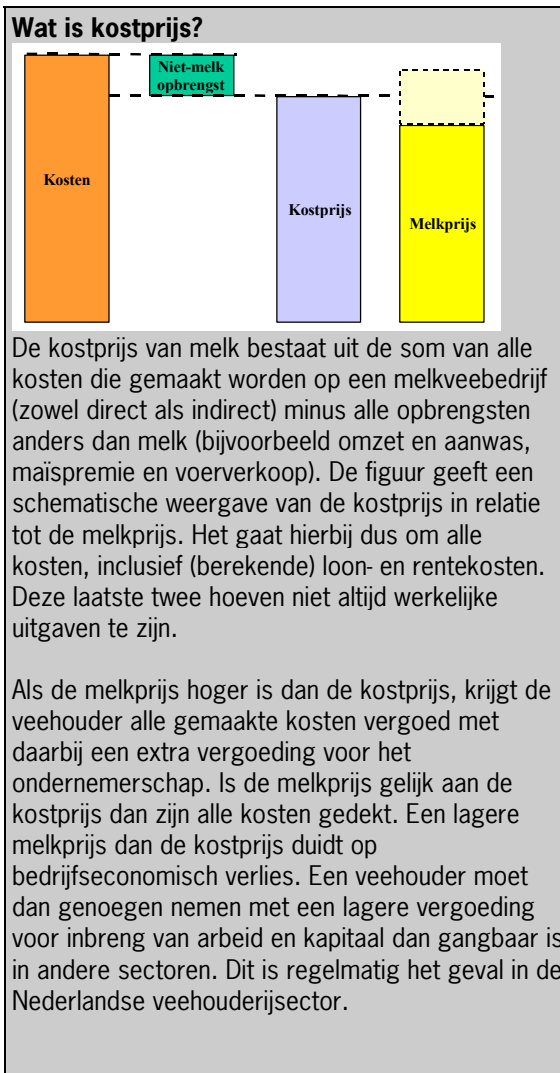 Wat is kostprijs?
Niet-melk
opbrengst
Kosten
Kostprijs
Melkprijs
De kostprijs van melk bestaat uit de som van alle
kosten die gemaakt worden op een melkveebedrijf
(zowel direct als indirect) minus alle opbrengsten
anders dan melk (bijvoorbeeld omzet en aanwas,
maïspremie en voerverkoop). De figuur geeft een
schematische weergave van de kostprijs in relatie
tot de melkprijs. Het gaat hierbij dus om alle
kosten, inclusief (berekende) loon- en rentekosten.
Deze laatste twee hoeven niet altijd werkelijke
uitgaven te zijn.
Als de melkprijs hoger is dan de kostprijs, krijgt de
veehouder alle gemaakte kosten vergoed met
daarbij een extra vergoeding voor het
ondernemerschap. Is de melkprijs gelijk aan de
kostprijs dan zijn alle kosten gedekt. Een lagere
melkprijs dan de kostprijs duidt op
bedrijfseconomisch verlies. Een veehouder moet
dan genoegen nemen met een lagere vergoeding
voor inbreng van arbeid en kapitaal dan gangbaar is
in andere sectoren. Dit is regelmatig het geval in de
Nederlandse veehouderijsector.